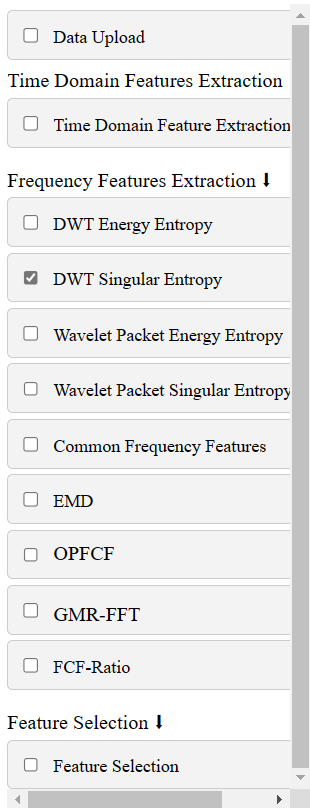 Data Upload
Time Domain Features Extraction
Time Domain Feature Extraction
Frequency Features Extraction ⬇
DWT Energy Entropy
DWT Singular Entropy
Wavelet Packet Energy Entropy
Wavelet Packet Singular Entropy
Common Frequency Features
EMD
OPFCF
GMR-FFT
FCF-Ratio
Feature Selection ⬇
Feature Selection